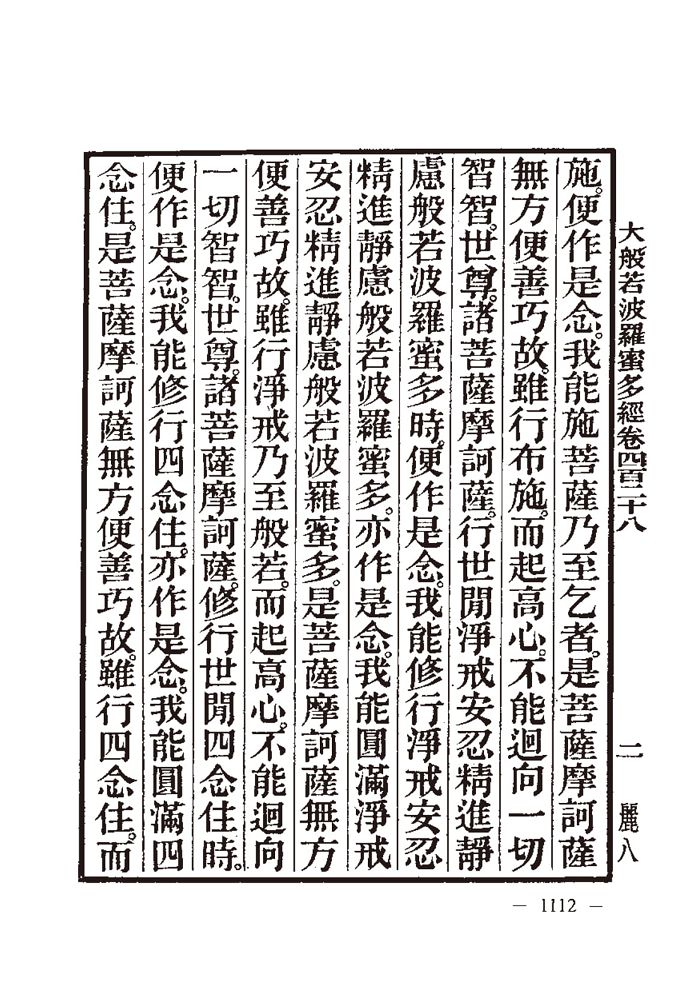 大般若波羅蜜多經卷四百二十八 二 麗八
施。便作是念。我能施菩薩乃至乞者。是菩薩摩訶薩
無方便善巧故。雖行布施。而起高心。不能迴向一切
智智。世尊。諸菩薩摩訶薩。行世閒淨戒安忍精進靜
慮般若波羅蜜多時。便作是念。我能修行淨戒安忍
精進靜慮般若波羅蜜多。亦作是念。我能圓滿淨戒
安忍精進靜慮般若波羅蜜多。是菩薩摩訶薩無方
便善巧故。雖行淨戒乃至般若。而起高心。不能迴向
一切智智。世尊。諸菩薩摩訶薩。修行世閒四念住時。
便作是念。我能修行四念住。亦作是念。我能圓滿四
念住。是菩薩摩訶薩無方便善巧故。雖行四念住。而
— 1112 —